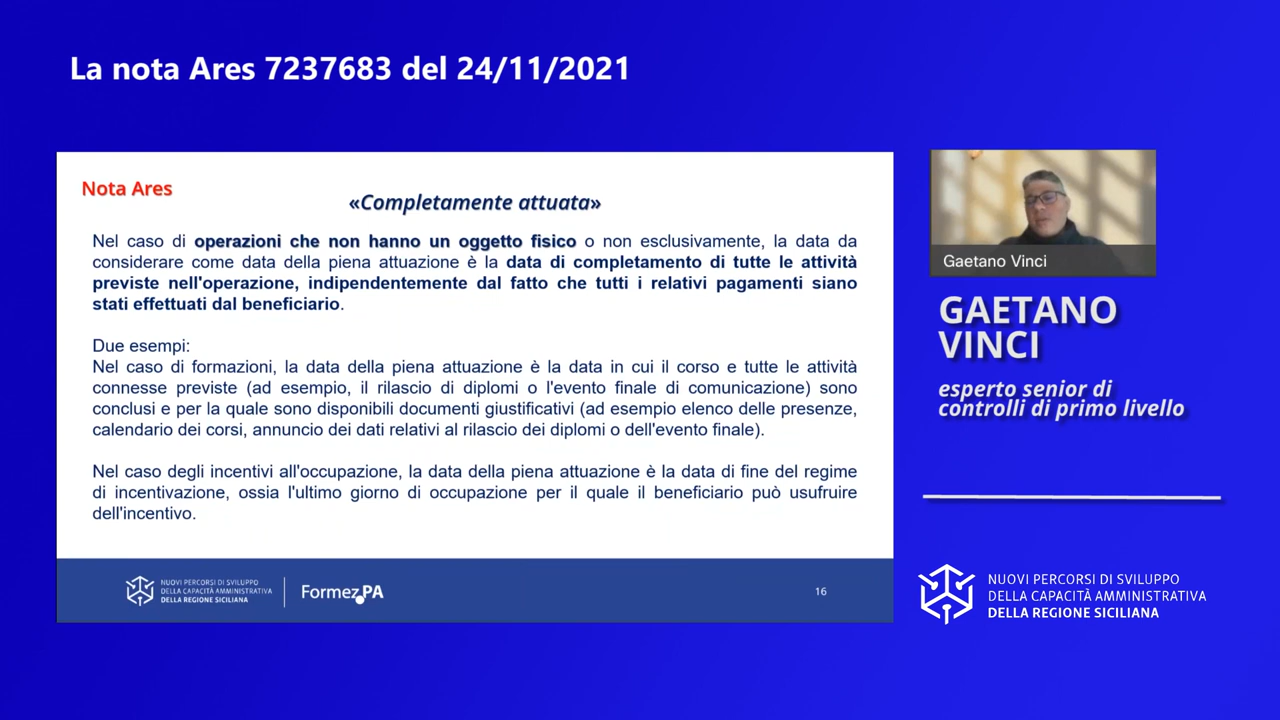 La nota Ares 7237683 del 24/11/2021
Nota Ares
«Completamente attuata»
Nel caso di operazioni che non hanno un oggetto fisico o non esclusivamente, la data da
considerare come data della piena attuazione è la data di completamento di tutte le attività
previste nell'operazione, indipendentemente dal fatto che tutti i relativi pagamenti siano
stati effettuati dal beneficiario.
Due esempi:
Nel caso di formazioni, la data della piena attuazione è la data in cui il corso e tutte le attività
connesse previste (ad esempio, il rilascio di diplomi o l'evento finale di comunicazione) sono
conclusi e per la quale sono disponibili documenti giustificativi (ad esempio elenco delle presenze,
calendario dei corsi, annuncio dei dati relativi al rilascio dei diplomi o dell'evento finale).
Nel caso degli incentivi all'occupazione, la data della piena attuazione è la data di fine del regime
di incentivazione, ossia l'ultimo giorno di occupazione per il quale il beneficiario può usufruire
dell'incentivo.
NUOVI PERCORSI DI SVILUPPO
DELLA CAPACITÀ AMMINISTRATIVA
DELLA REGIONE SICILIANA
Formez PA
16
Gaetano Vinci
GAETANO
VINCI
esperto senior di
controlli di primo livello
NUOVI PERCORSI DI SVILUPPO
DELLA CAPACITÀ AMMINISTRATIVA
DELLA REGIONE SICILIANA